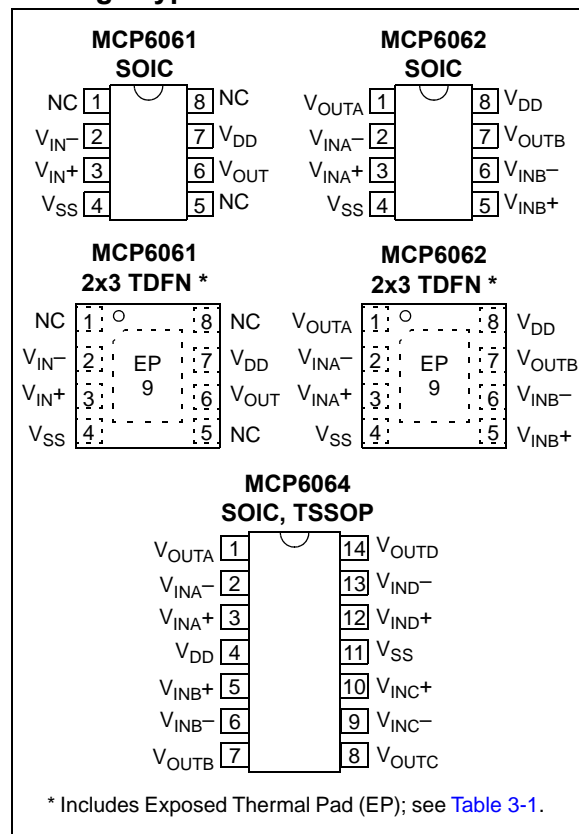 MCP6061
SOIC
NC 1
8 NC
VIN– 2
7 VDD
VIN+ 3
6 VOUT
VSS 4
5 NC
MCP6062
SOIC
VOUTA 1
8 VDD
VINA– 2
7 VOUTB
VINA+ 3
6 VINB–
VSS 4
5 VINB+
MCP6061
2x3 TDFN *
NC 1
8 NC
VIN– 2
7 VDD
VIN+ 3
6 VOUT
VSS 4
5 NC
EP
9
MCP6062
2x3 TDFN *
VOUTA 1
8 VDD
VINA– 2
7 VOUTB
VINA+ 3
6 VINB–
VSS 4
5 VINB+
EP
9
MCP6064
SOIC, TSSOP
VOUTA 1
14 VOUTD
VINA– 2
13 VIND–
VINA+ 3
12 VIND+
VDD 4
11 VSS
VINB+ 5
10 VINC+
VINB– 6
9 VINC–
VOUTB 7
8 VOUTC
* Includes Exposed Thermal Pad (EP); see Table 3-1.